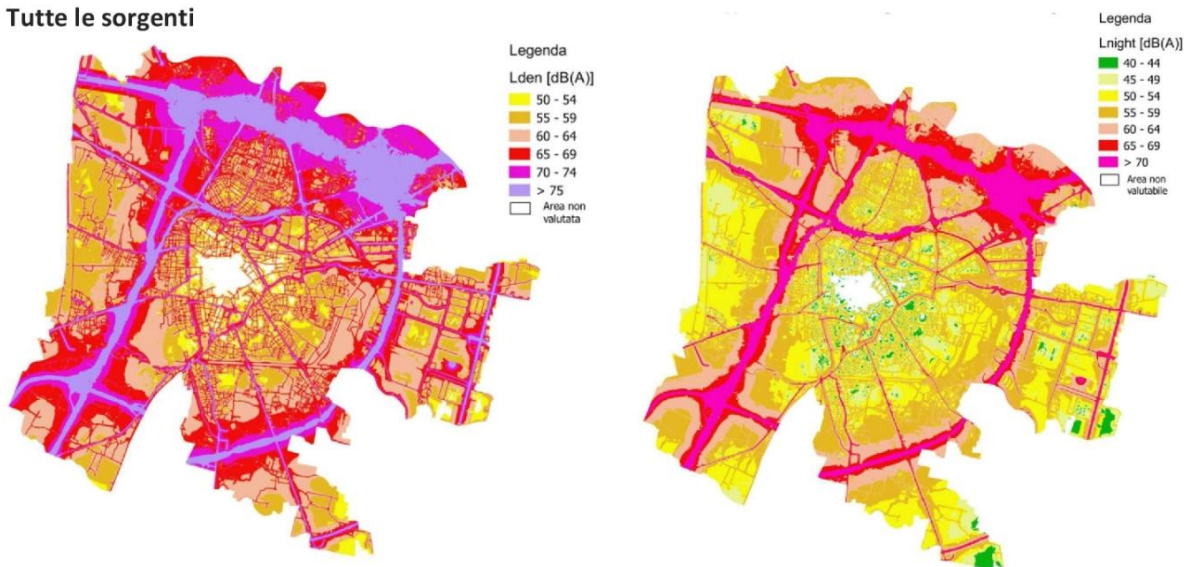 Tutte le sorgenti
Legenda
Lden [dB(A)]
50 - 54
55 - 59
60 - 64
65 - 69
70 - 74
> 75
Area non
valutata
Legenda
Lnight [dB(A)]
40 - 44
45 - 49
50 - 54
55 - 59
60 - 64
65 - 69
> 70
Area non
valutabile